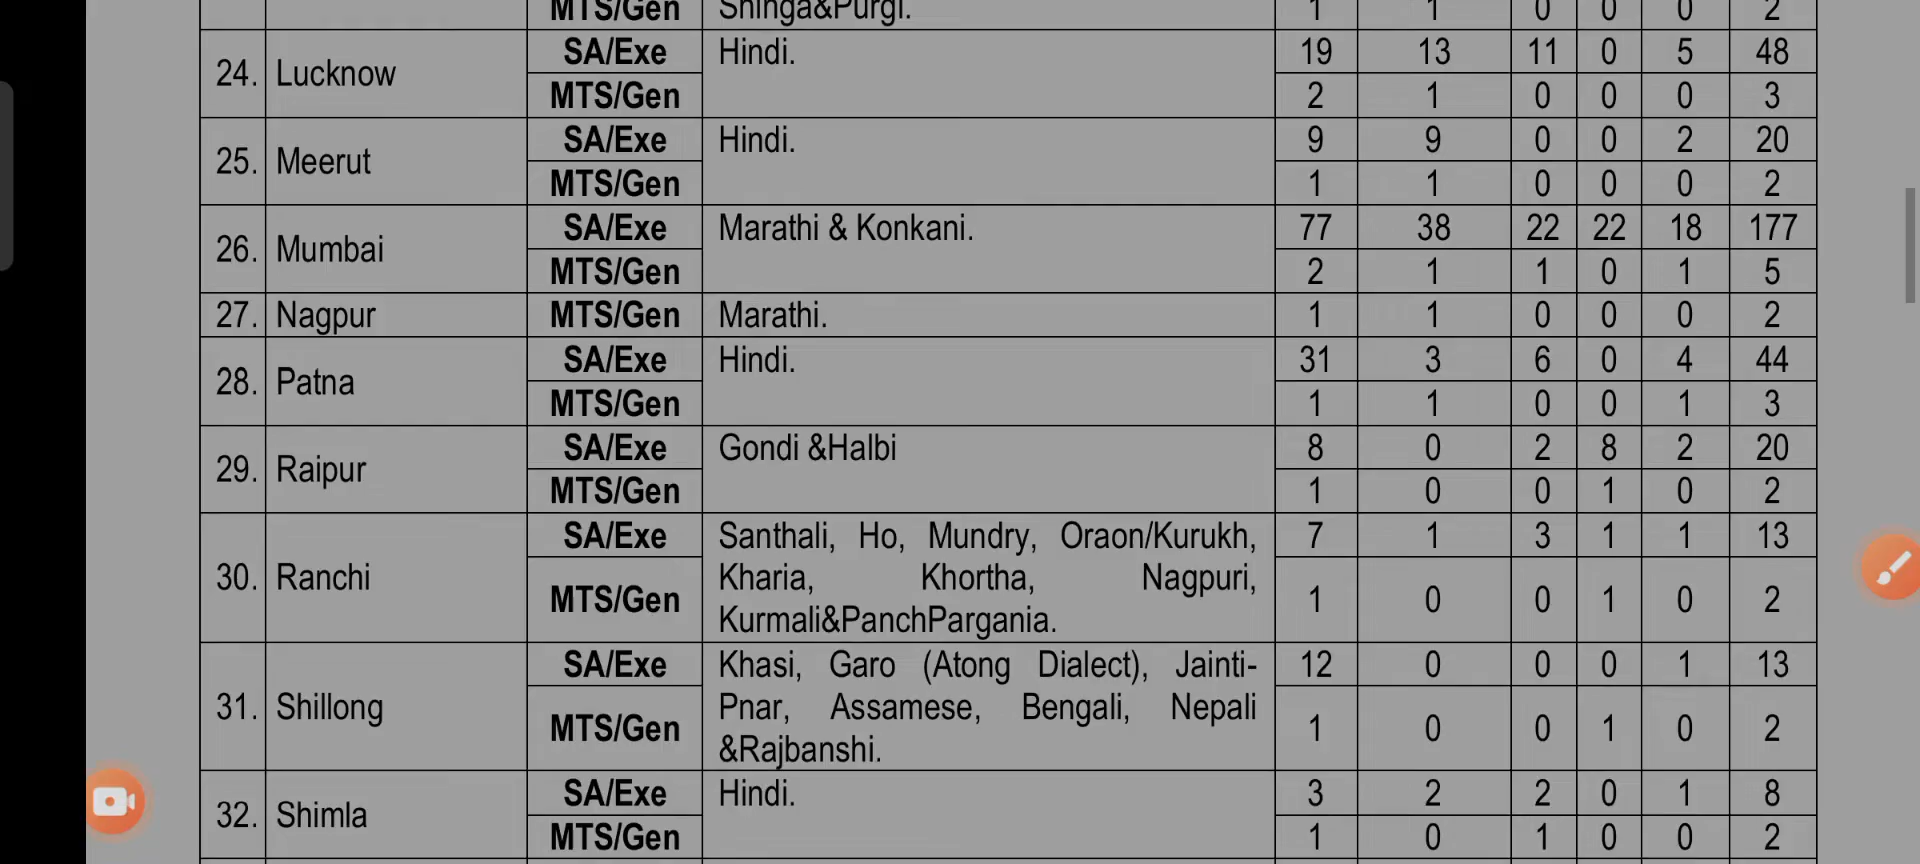 MTS/Gen Shinga&Purgi. 1 1 0 0 0 2
24. Lucknow SA/Exe Hindi. 19 13 11 0 5 48
MTS/Gen 2 1 0 0 0 3
25. Meerut SA/Exe Hindi. 9 9 0 0 2 20
MTS/Gen 1 1 0 0 0 2
26. Mumbai SA/Exe Marathi & Konkani. 77 38 22 22 18 177
MTS/Gen 2 1 1 0 1 5
27. Nagpur MTS/Gen Marathi. 1 1 0 0 0 2
28. Patna SA/Exe Hindi. 31 3 6 0 4 44
MTS/Gen 1 1 0 0 1 3
29. Raipur SA/Exe Gondi &Halbi 8 0 2 8 2 20
MTS/Gen 1 0 0 1 0 2
30. Ranchi SA/Exe Santhali, Ho, Mundry, Oraon/Kurukh, 7 1 3 1 1 13
Kharia, Khortha, Nagpuri,
MTS/Gen Kurmali&PanchPargania. 1 0 0 1 0 2
31. Shillong SA/Exe Khasi, Garo (Atong Dialect), Jainti- 12 0 0 0 1 13
Pnar, Assamese, Bengali, Nepali
MTS/Gen &Rajbanshi. 1 0 0 1 0 2
32. Shimla SA/Exe Hindi. 3 2 2 0 1 8
MTS/Gen 1 0 1 0 0 2